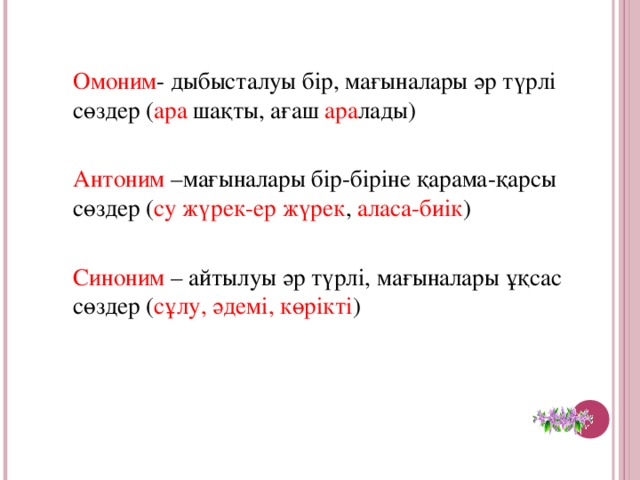 Омоним- дыбысталуы бір, мағыналары әр түрлі
сөздер (ара шақты, ағаш аралады)
Антоним –мағыналары бір-біріне қарама-қарсы
сөздер (су жүрек-ер жүрек, аласа-биік)
Синоним – айтылуы әр түрлі, мағыналары ұқсас
сөздер (сұлу, әдемі, көрікті)